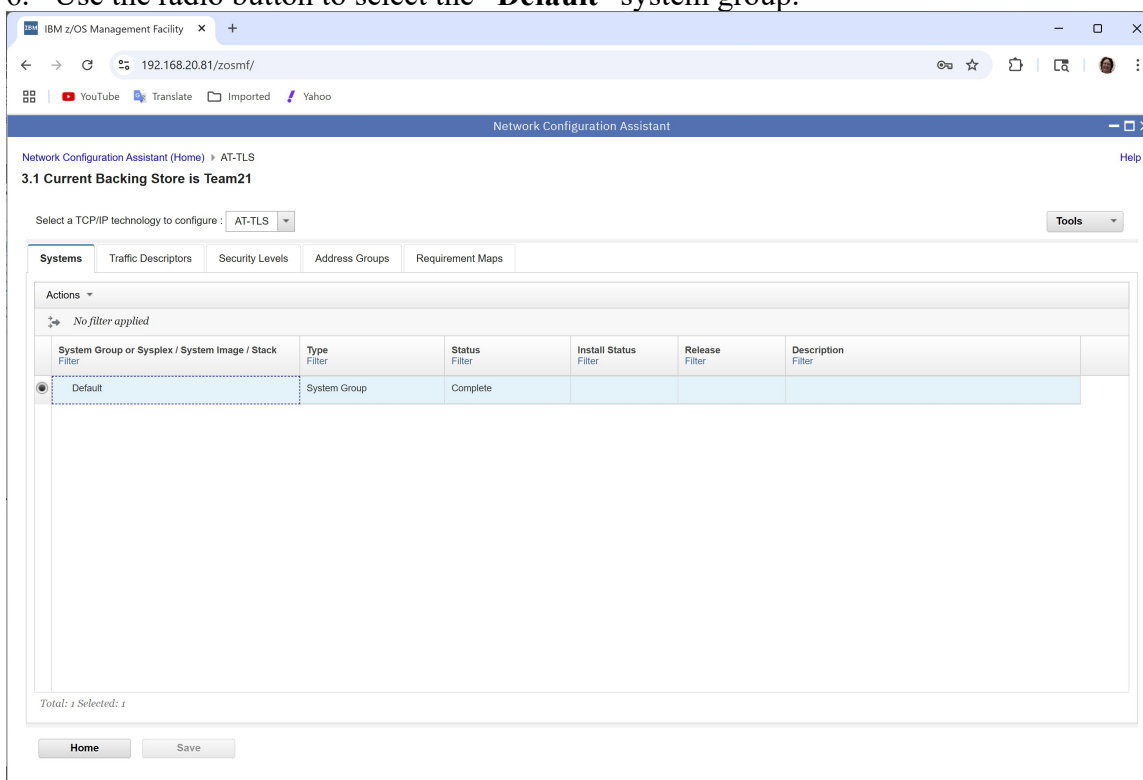 6. Use the radio button to select the "Default" system group.
IBM IBM z/OS Management Facility
192.168.20.81/zosmf/
YouTube Translate Imported Yahoo
Network Configuration Assistant
Network Configuration Assistant (Home) AT-TLS Help
3.1 Current Backing Store is Team21
Select a TCP/IP technology to configure : AT-TLS Tools
Systems Traffic Descriptors Security Levels Address Groups Requirement Maps
Actions
No filter applied
System Group or Sysplex / System Image / Stack Type Status Install Status Release Description
Filter Filter Filter Filter Filter Filter
Default System Group Complete
Total: 1 Selected: 1
Home Save